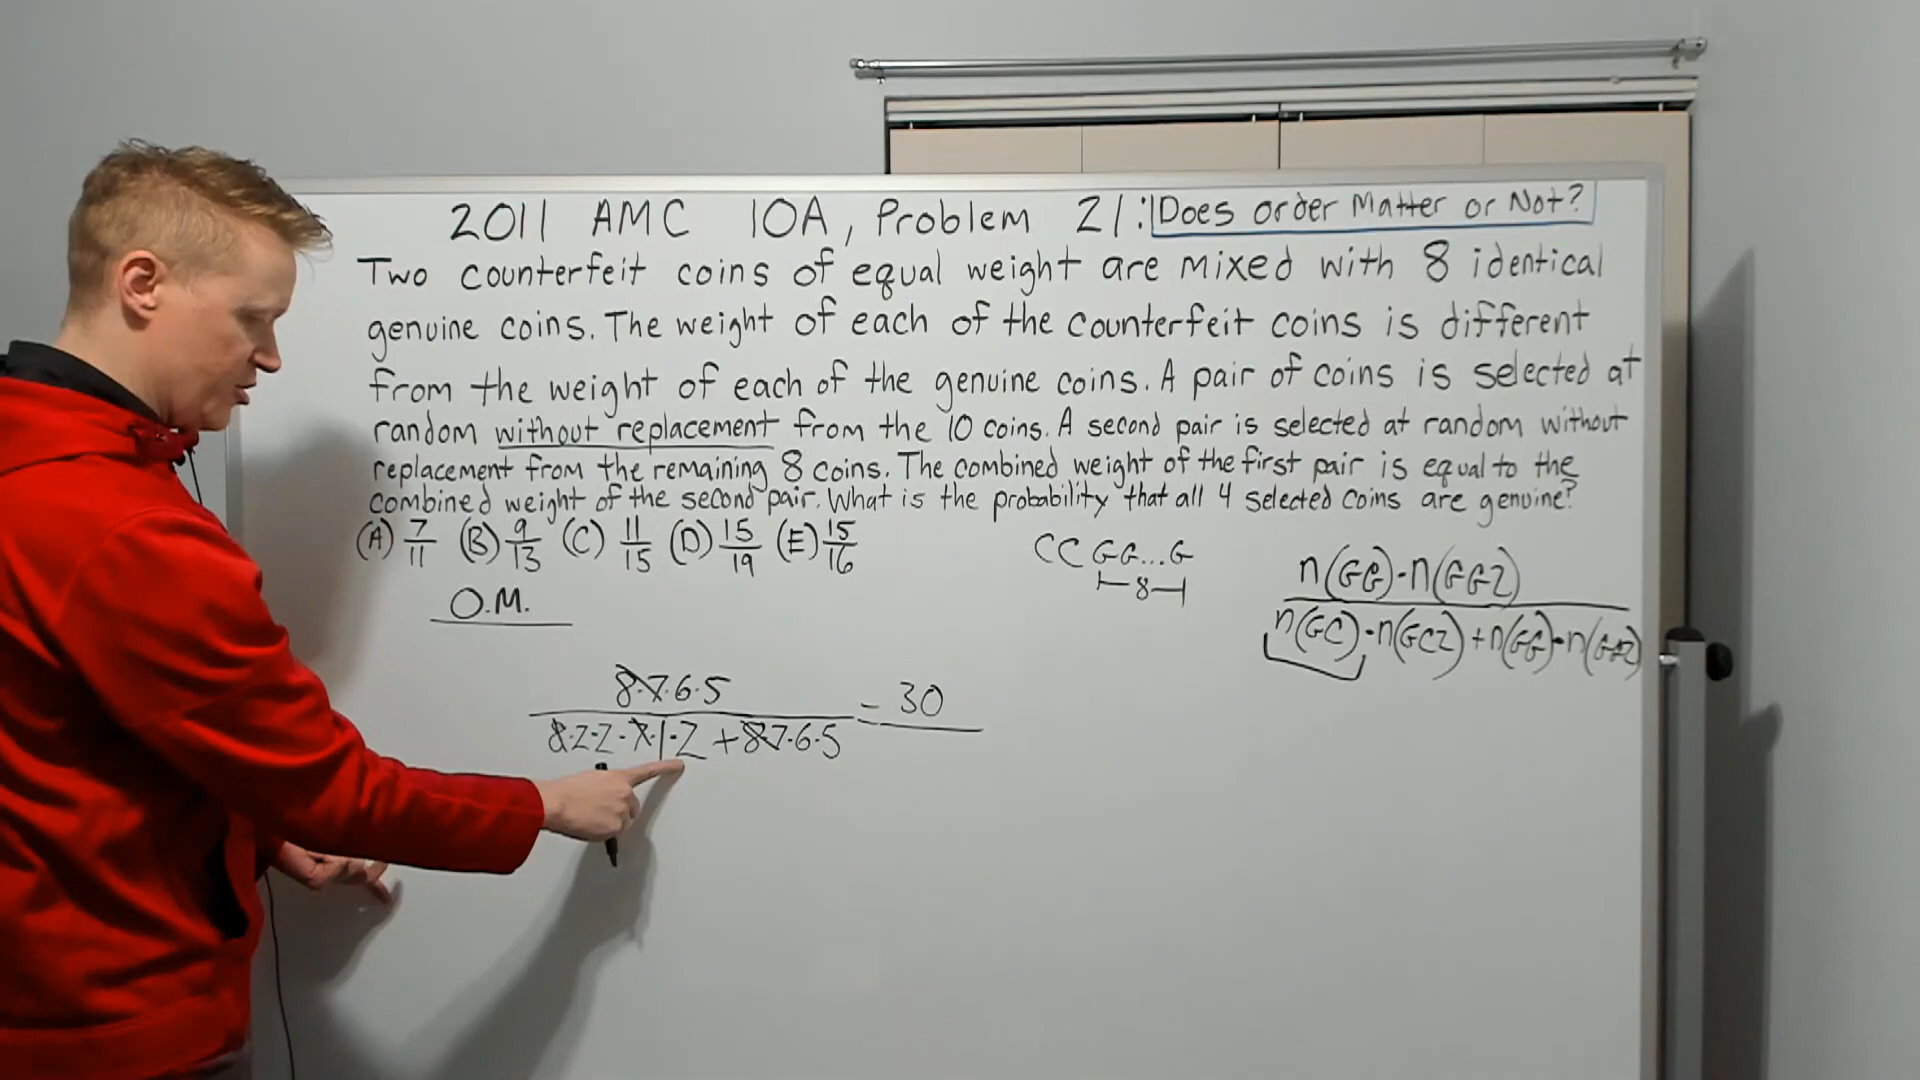 2011 AMC 10A, Problem 21: Does order Matter or Not?
Two counterfeit coins of equal weight are mixed with 8 identical
genuine coins. The weight of each of the counterfeit coins is different
from the weight of each of the genuine coins. A pair of coins is selected at
random without replacement from the 10 coins. A second pair is selected at random without
replacement from the remaining 8 coins. The combined weight of the first pair is equal to the
combined weight of the second pair. What is the probability that all 4 selected coins are genuine?
(A) 7/11 (B) 9/13 (C) 11/15 (D) 15/19 (E) 15/16
CCGG...G
8
n(GG)·n(GG2)
n(GC)·n(GC2)+n(GG)·n(GG2)
O.M.
8·7·6·5
8·2·2·7·1·2+8·7·6·5
= 30